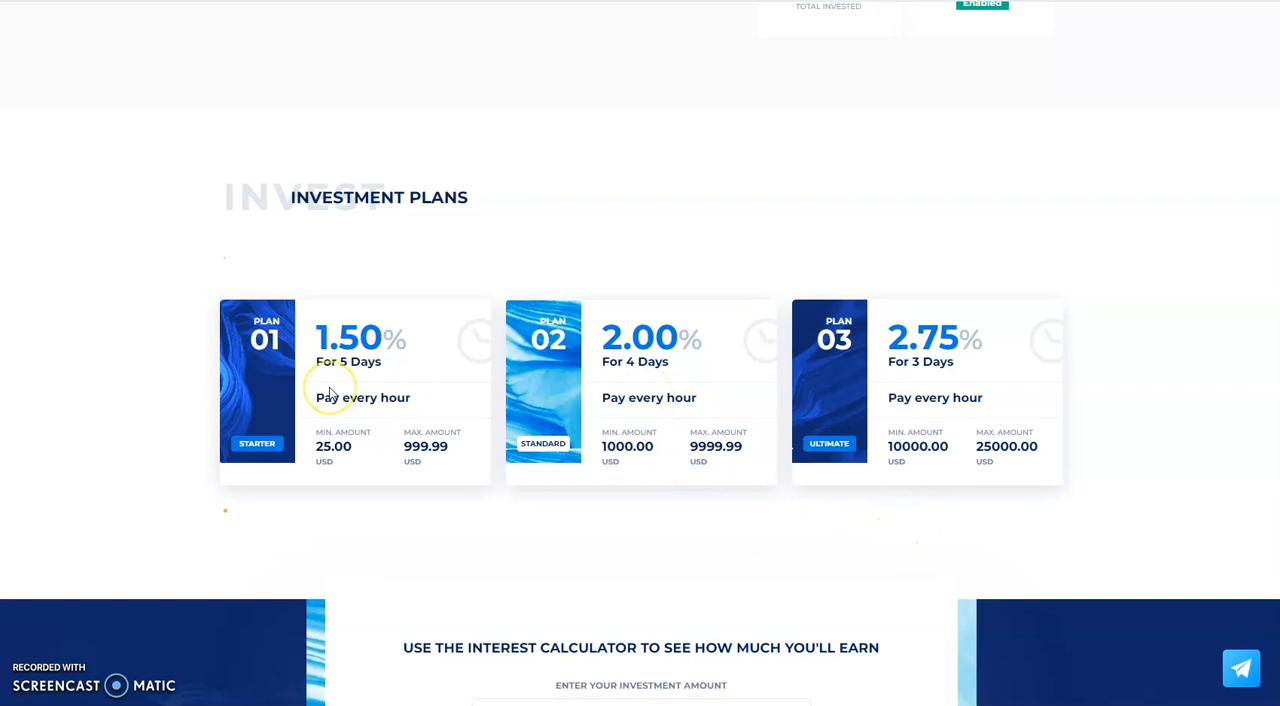 TOTAL INVESTED
Enabled
INVEST
INVESTMENT PLANS
PLAN
01
STARTER
1.50%
For 5 Days
Pay every hour
MIN. AMOUNT
25.00
USD
MAX. AMOUNT
999.99
USD
PLAN
02
STANDARD
2.00%
For 4 Days
Pay every hour
MIN. AMOUNT
1000.00
USD
MAX. AMOUNT
9999.99
USD
PLAN
03
ULTIMATE
2.75%
For 3 Days
Pay every hour
MIN. AMOUNT
10000.00
USD
MAX. AMOUNT
25000.00
USD
USE THE INTEREST CALCULATOR TO SEE HOW MUCH YOU'LL EARN
ENTER YOUR INVESTMENT AMOUNT
RECORDED WITH
SCREENCAST MATIC